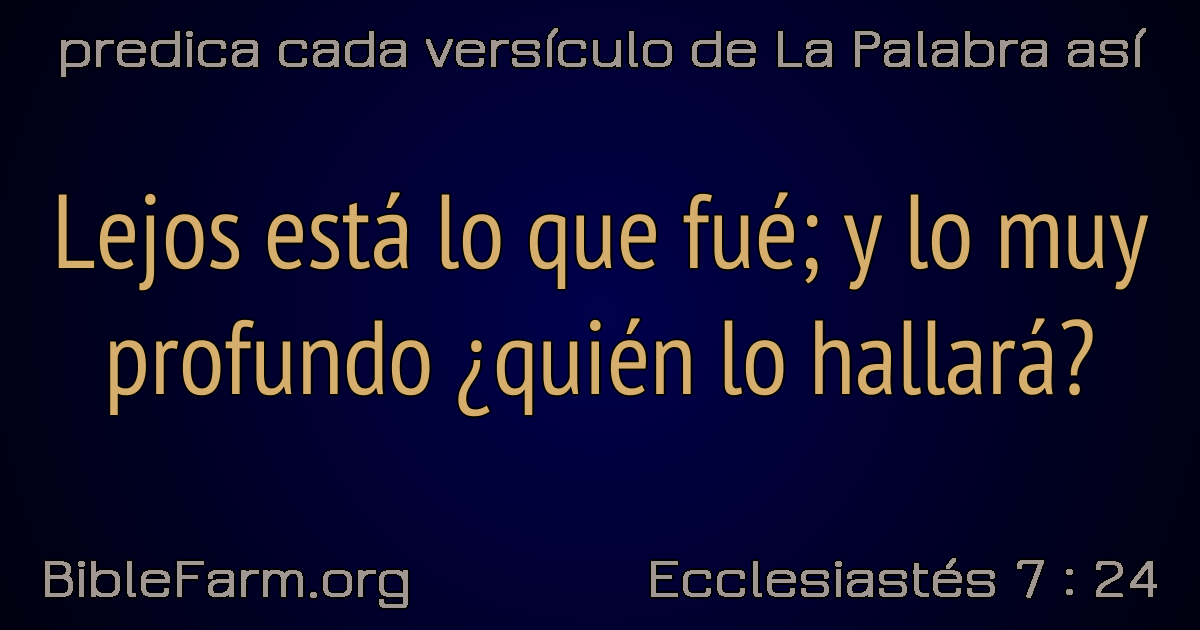 predica cada versículo de La Palabra así
Lejos está lo que fué; y lo muy
profundo ¿quién lo hallará?
BibleFarm.org
Ecclesiastés 7 : 24